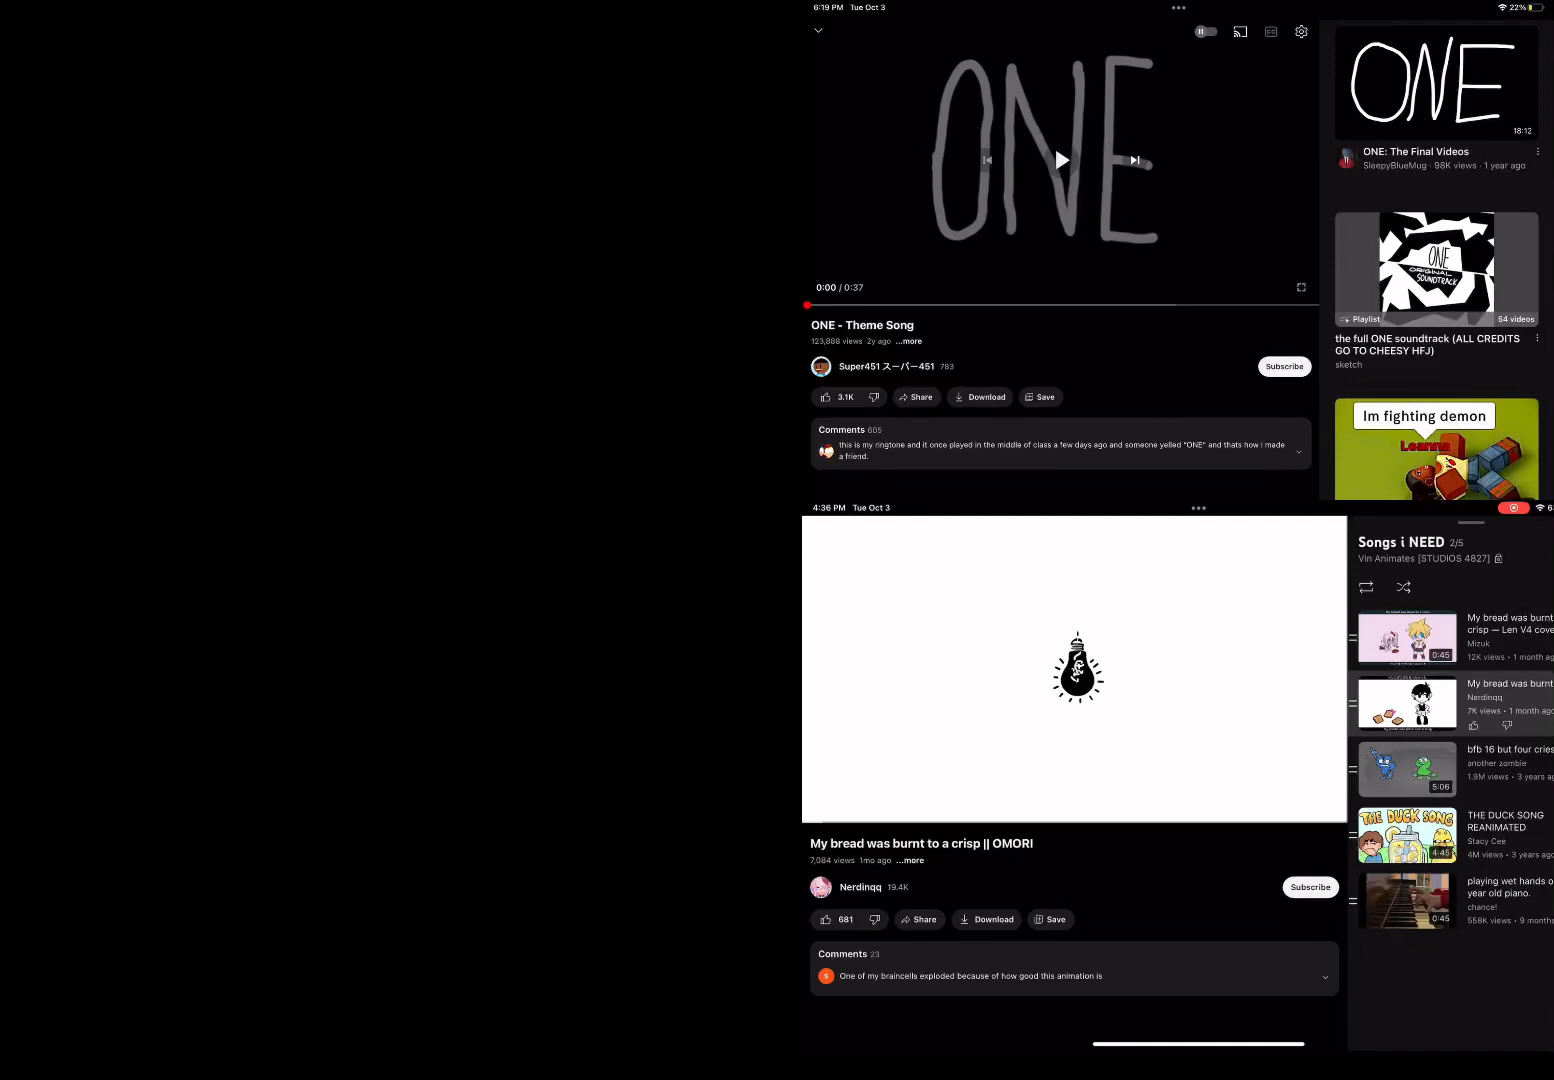 6:19 PM Tue Oct 3
22%
ONE
0:00 / 0:37
ONE - Theme Song
123,888 views 2y ago ...more
Super451 スーパー451 783
Subscribe
3.1K
Share
Download
Save
Comments 605
this is my ringtone and it once played in the middle of class a few days ago and someone yelled "ONE" and thats how i made
a friend.
ONE
18:12
ONE: The Final Videos
SleepyBlueMug · 98K views · 1 year ago
ONE
ORIGINAL
SOUNDTRACK
Playlist
54 videos
the full ONE soundtrack (ALL CREDITS
GO TO CHEESY HFJ)
sketch
Im fighting demon
Leanna
4:36 PM Tue Oct 3
My bread was burnt to a crisp || OMORI
7,084 views 1mo ago ...more
Nerdinqq 19.4K
Subscribe
681
Share
Download
Save
Comments 23
S
One of my braincells exploded because of how good this animation is
Songs i NEED 2/5
Vin Animates [STUDIOS 4827]
0:45
My bread was burnt
crisp — Len V4 cove
Mizuk
12K views • 1 month ag
My bread was burnt
Nerdinqq
7K views • 1 month ago
5:06
bfb 16 but four cries
another zombie
1.9M views • 3 years ag
THE DUCK SONG
4:45
THE DUCK SONG
REANIMATED
Stacy Cee
4M views • 3 years ago
0:45
playing wet hands o
year old piano.
chance!
558K views • 9 months